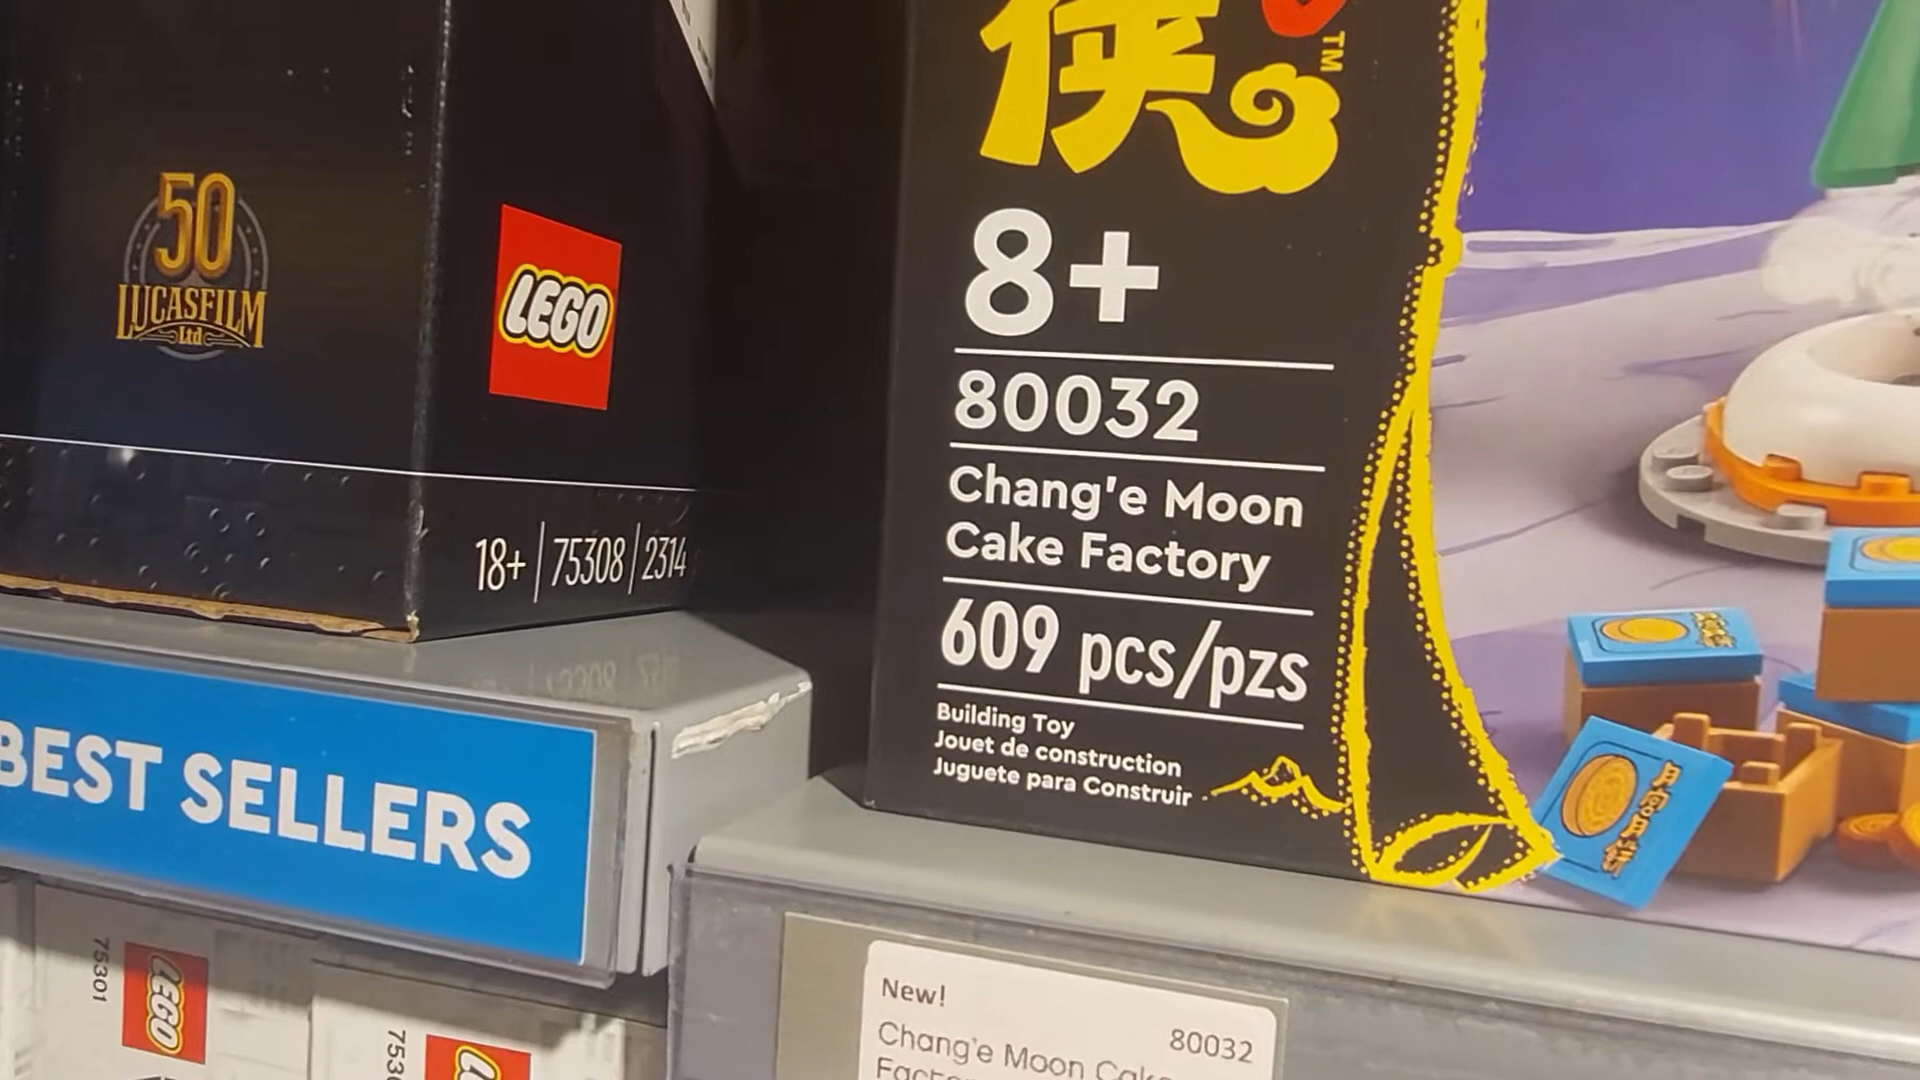 50
LUCASFILM
Ltd
LEGO
18+ | 75308 | 2314
BEST SELLERS
75301
LEGO
侠
TM
8+
80032
Chang'e Moon
Cake Factory
609 pcs/pzs
Building Toy
Jouet de construction
Juguete para Construir
New!
Chang'e Moon Cake
80032